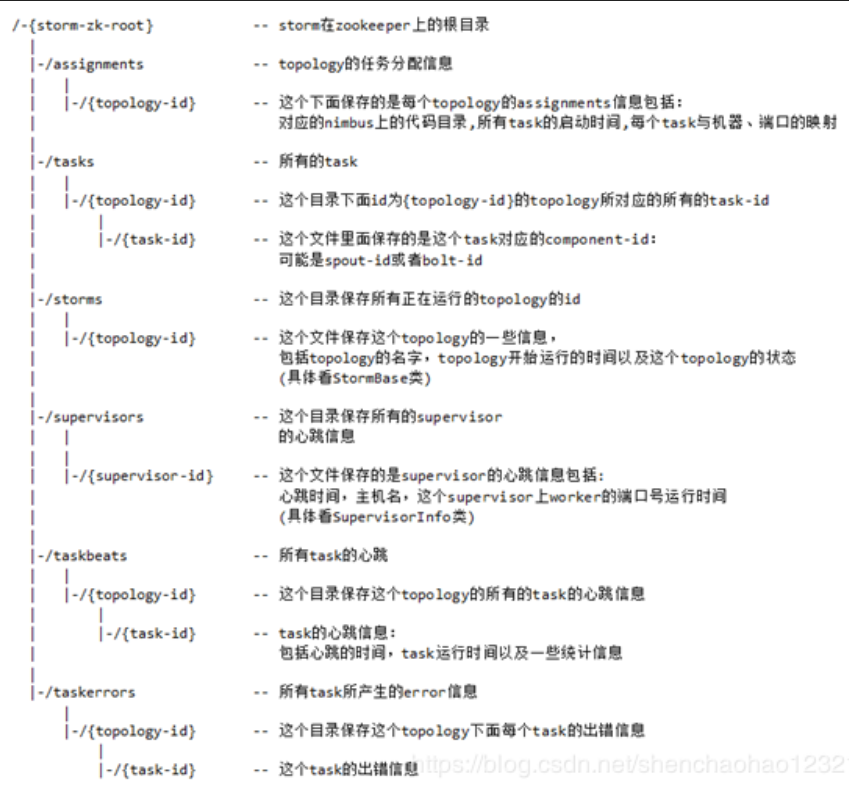 /-{storm-zk-root} -- storm在zookeeper上的根目录
|-/assignments -- topology的任务分配信息
|-/{topology-id} -- 这个下面保存的是每个topology的assignments信息包括:
对应的nimbus上的代码目录,所有task的启动时间,每个task与机器、端口的映射
|-/tasks -- 所有的task
|-/{topology-id} -- 这个目录下面id为{topology-id}的topology所对应的所有的task-id
|-/{task-id} -- 这个文件里面保存的是这个task对应的component-id:
可能是spout-id或者bolt-id
|-/storms -- 这个目录保存所有正在运行的topology的id
|-/{topology-id} -- 这个文件保存这个topology的一些信息,
包括topology的名字,topology开始运行的时间以及这个topology的状态
(具体看StormBase类)
|-/supervisors -- 这个目录保存所有的supervisor
的心跳信息
|-/{supervisor-id} -- 这个文件保存的是supervisor的心跳信息包括:
心跳时间,主机名,这个supervisor上worker的端口号运行时间
(具体看SupervisorInfo类)
|-/taskbeats -- 所有task的心跳
|-/{topology-id} -- 这个目录保存这个topology的所有的task的心跳信息
|-/{task-id} -- task的心跳信息:
包括心跳的时间,task运行时间以及一些统计信息
|-/taskerrors -- 所有task所产生的error信息
|-/{topology-id} -- 这个目录保存这个topology下面每个task的出错信息
|-/{task-id} -- 这个task的出错信息
https://blog.csdn.net/shenchaohao12321